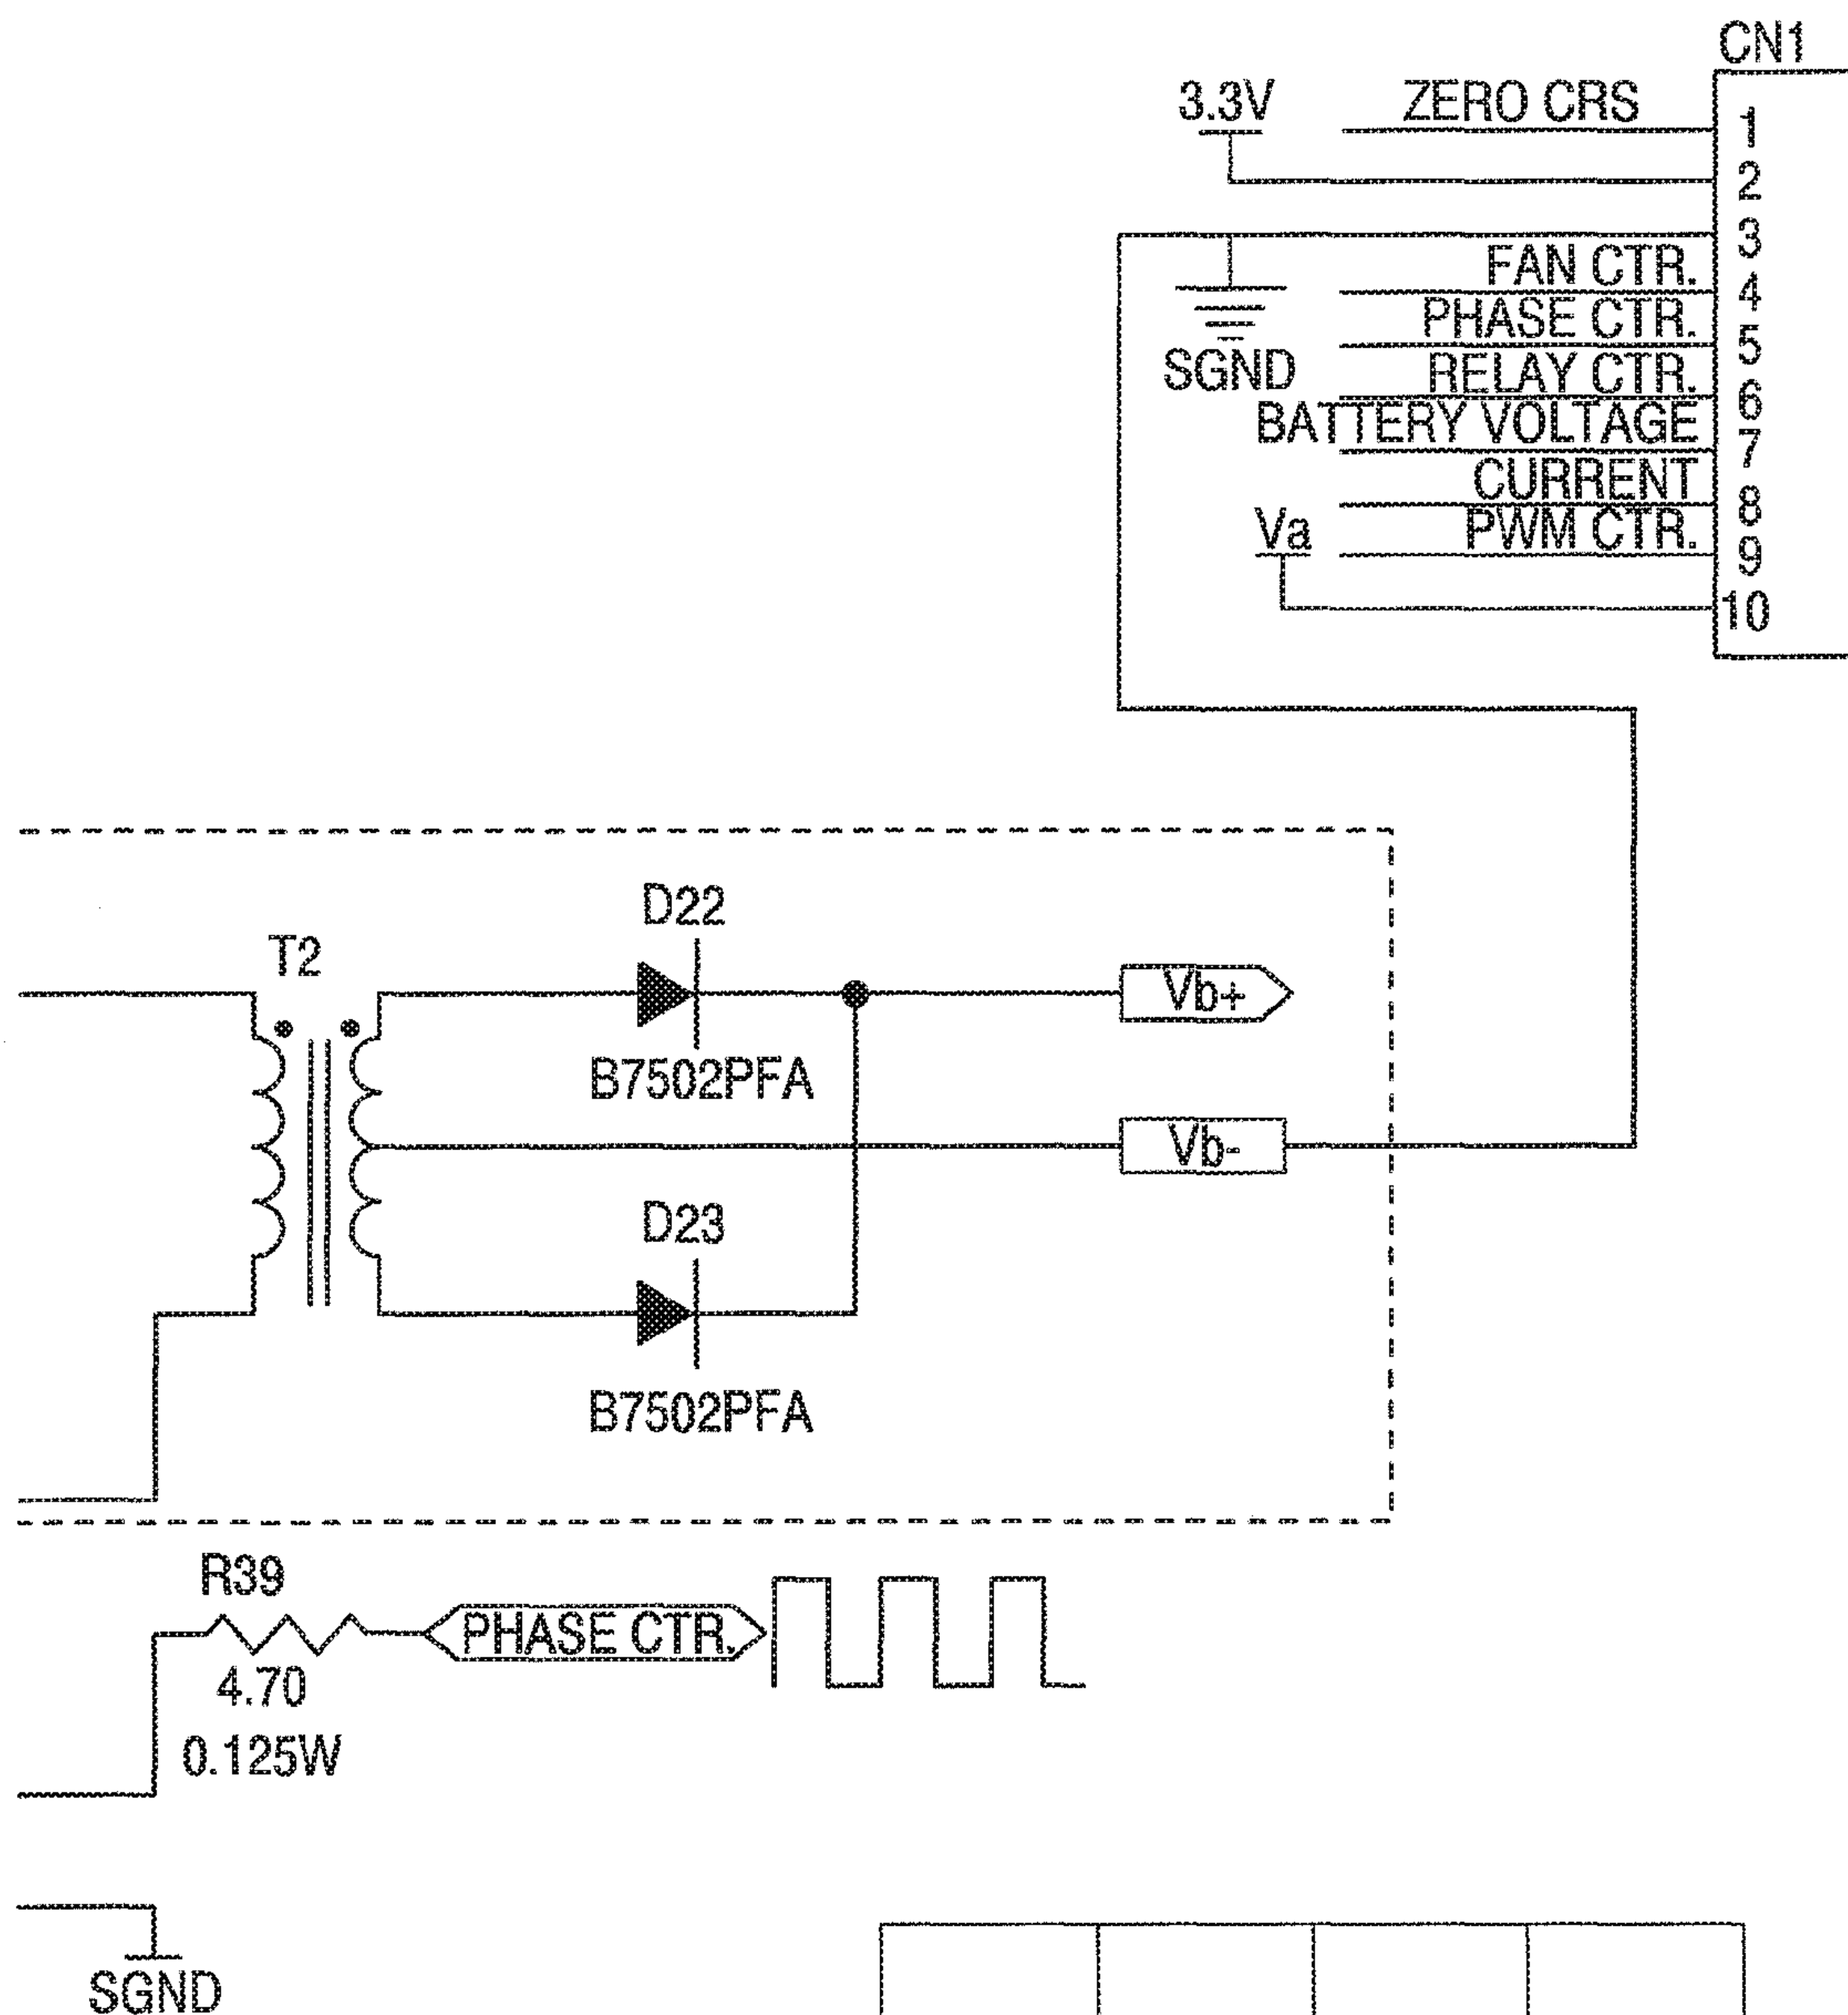 CN1
3.3V
ZERO CRS
1
2
3
FAN CTR.
4
PHASE CTR.
5
SGND
RELAY CTR.
6
BATTERY VOLTAGE
7
CURRENT
8
Va
PWM CTR.
9
10
D22
T2
Vb+
B7502PFA
Vb-
D23
B7502PFA
R39
PHASE CTR.
4.70
0.125W
SGND